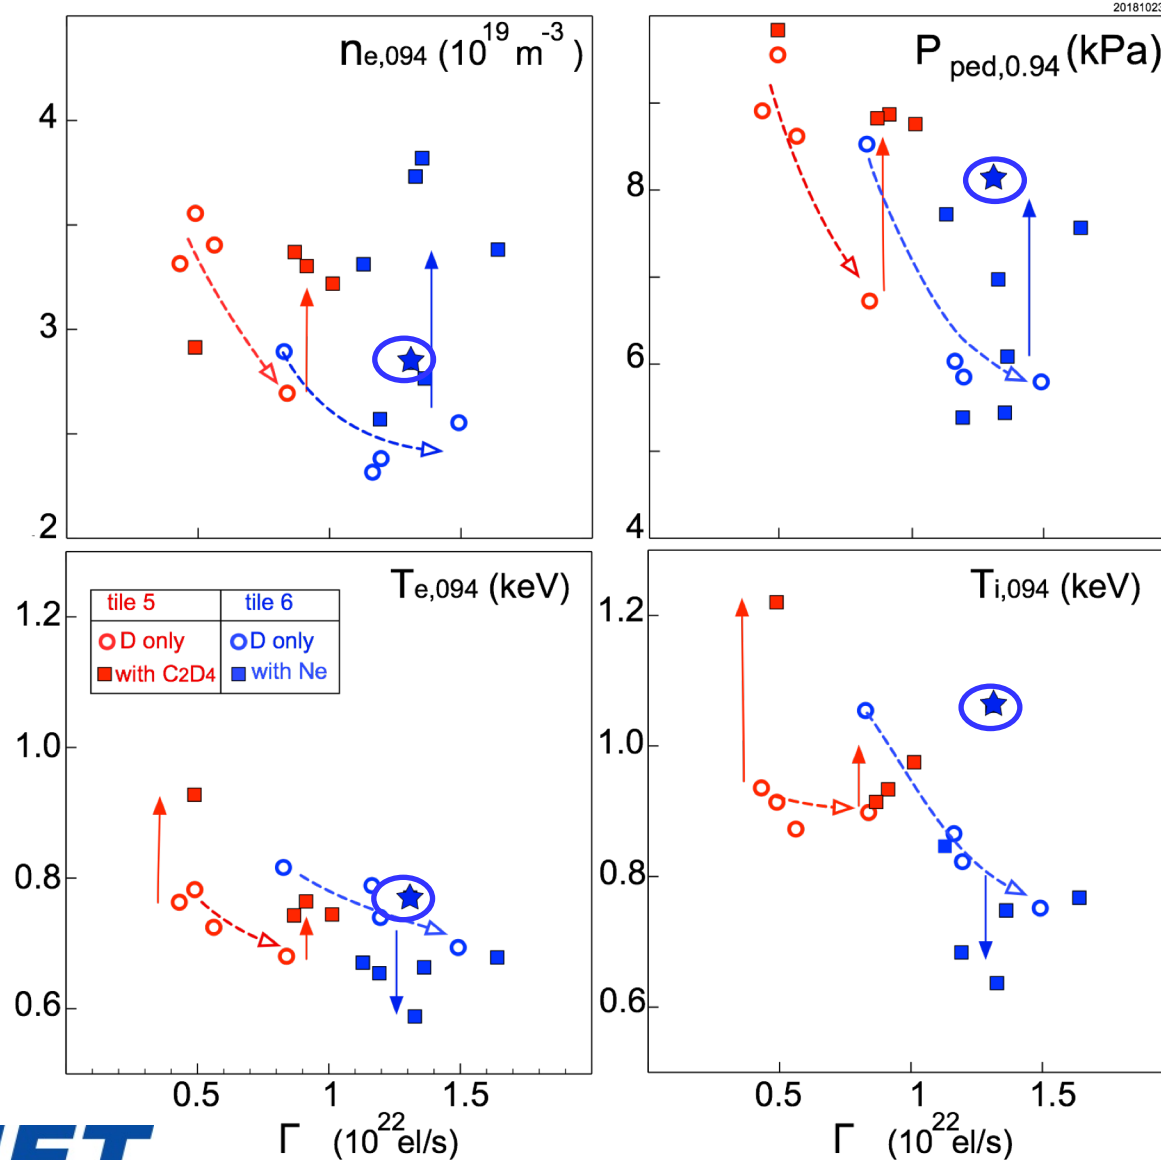 20181023
n e,094 (10^19 m^-3)
4
3
2
P ped,0.94 (kPa)
8
6
4
T e,094 (keV)
1.2
1.0
0.8
0.6
tile 5 tile 6
D only D only
with C2D4 with Ne
T i,094 (keV)
1.2
1.0
0.8
0.6
0.5 1 1.5
Γ (10^22 el/s)
0.5 1 1.5
Γ (10^22 el/s)